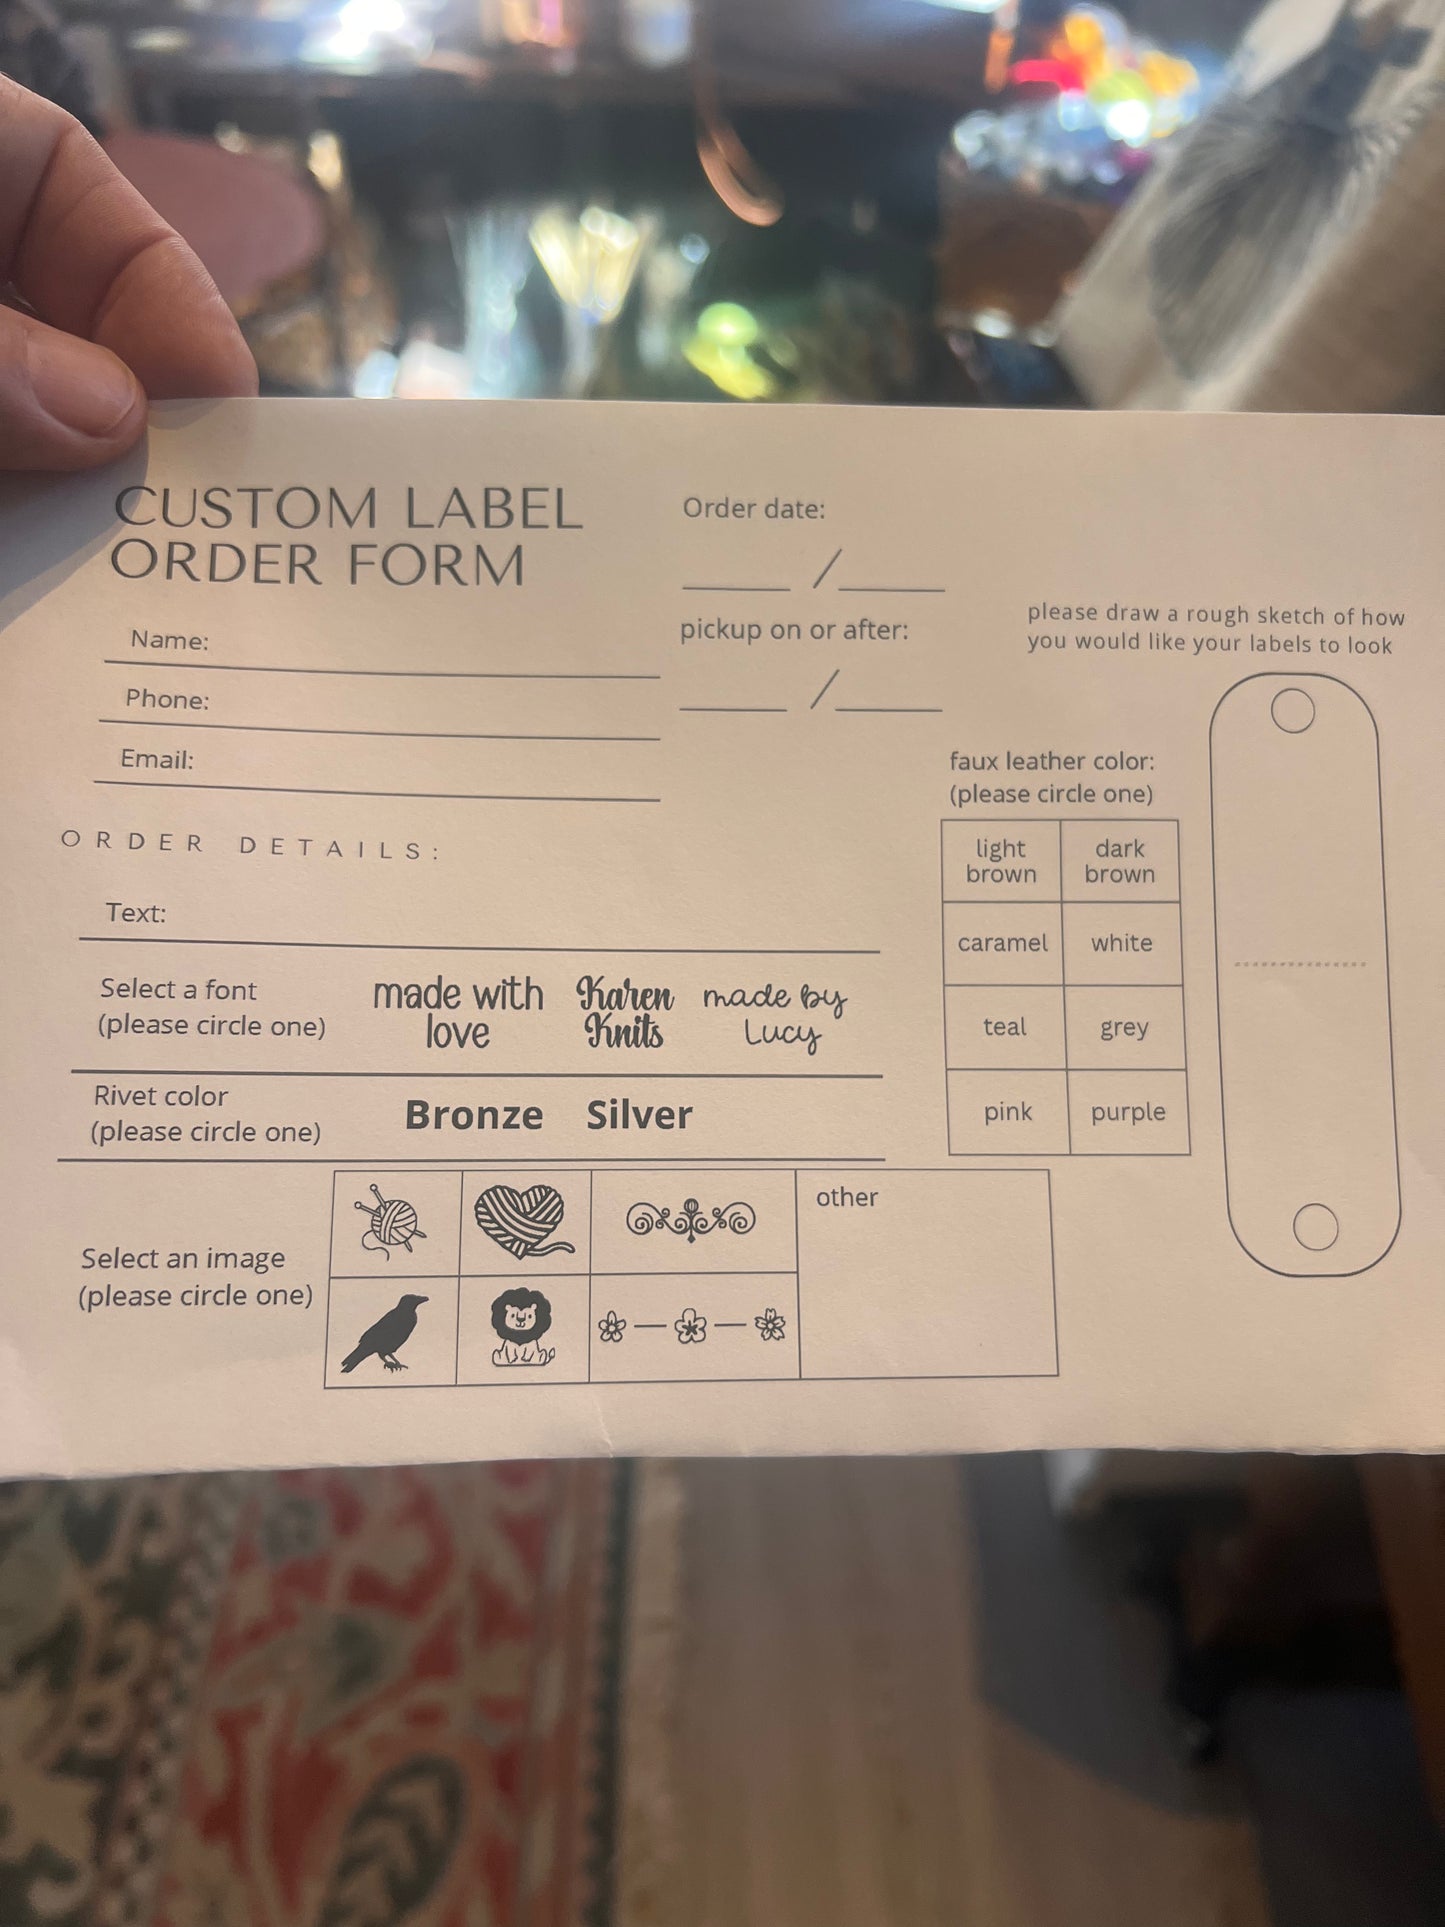 CUSTOM LABEL
ORDER FORM
Name:
Phone:
Email:
Order date:
/
pickup on or after:
/
please draw a rough sketch of how
you would like your labels to look
ORDER DETAILS:
Text:
Select a font
(please circle one)
made with
love
Karen
Knits
made by
Lucy
Rivet color
(please circle one)
Bronze Silver
Select an image
(please circle one)
other
faux leather color:
(please circle one)
light
brown
dark
brown
caramel
white
teal
grey
pink
purple